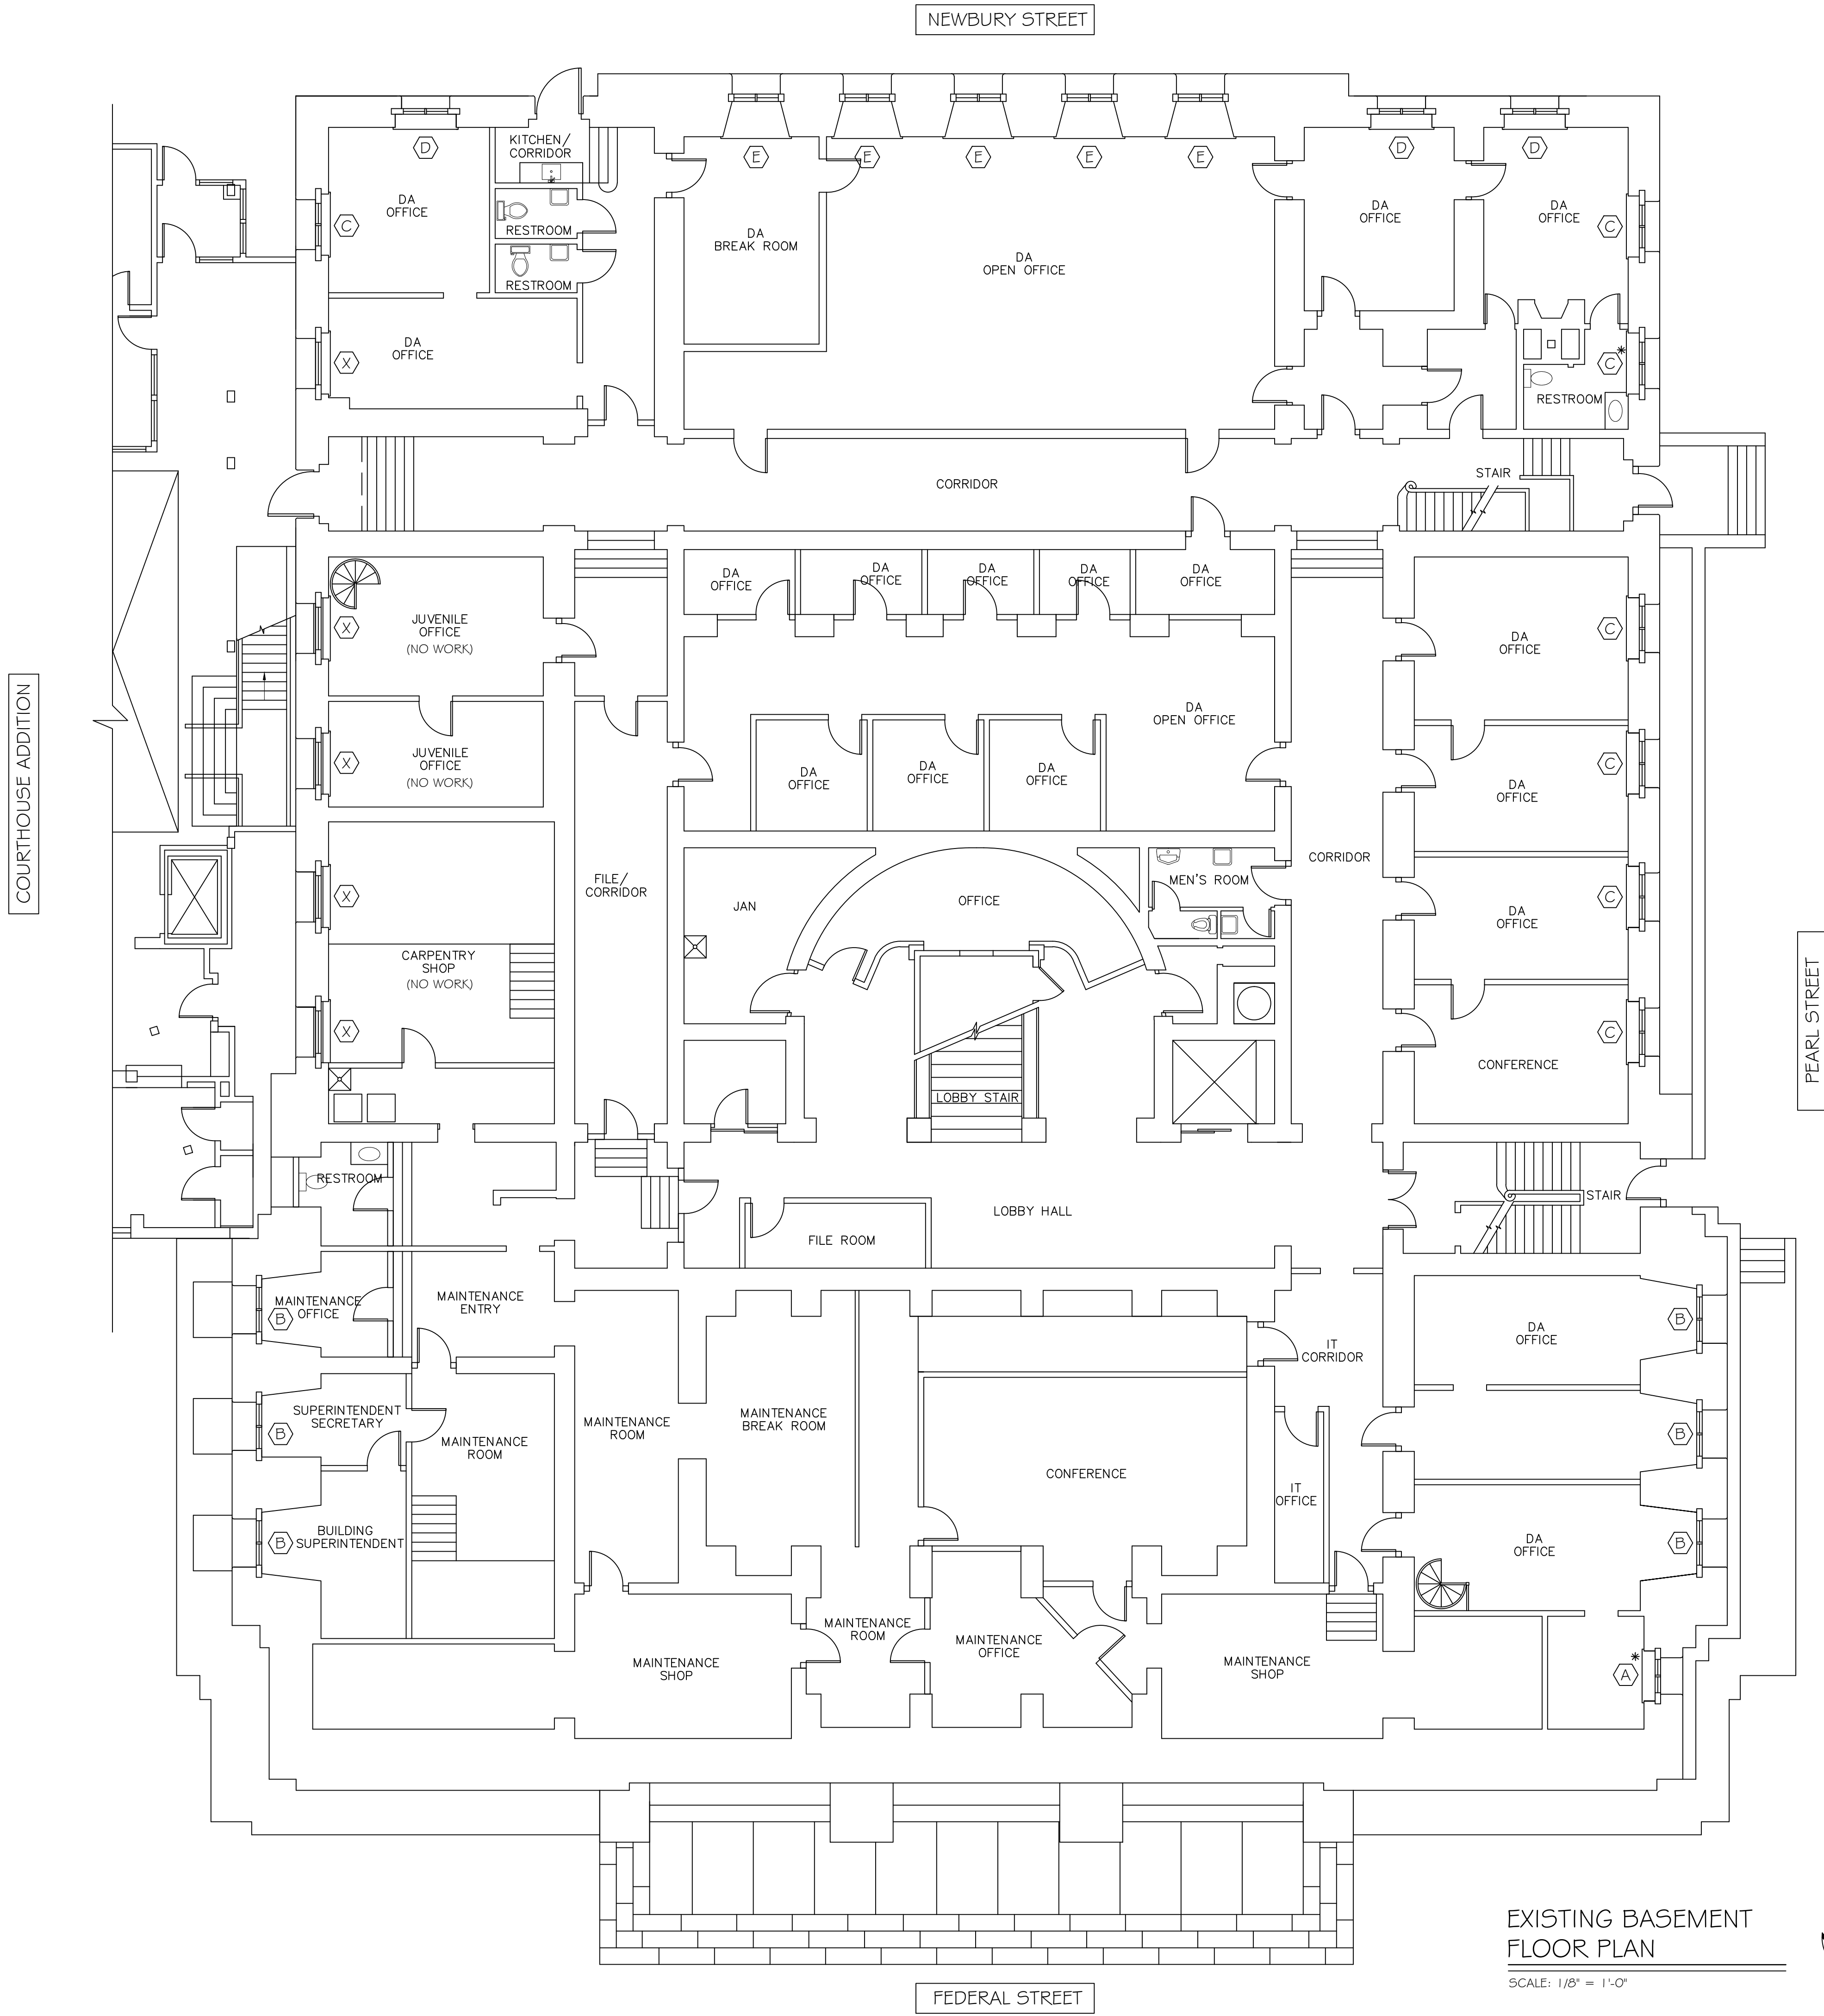 NEWBURY STREET
D
KITCHEN/
CORRIDOR
E
E
E
E
E
D
D
DA
OFFICE
C
RESTROOM
DA
BREAK ROOM
DA
OPEN OFFICE
DA
OFFICE
DA
OFFICE
C
RESTROOM
DA
OFFICE
X
C*
RESTROOM
CORRIDOR
STAIR
DA
OFFICE
DA
OFFICE
DA
OFFICE
DA
OFFICE
DA
OFFICE
JUVENILE
OFFICE
(NO WORK)
X
DA
OFFICE
C
COURTHOUSE ADDITION
DA
OPEN OFFICE
JUVENILE
OFFICE
(NO WORK)
X
DA
OFFICE
DA
OFFICE
DA
OFFICE
DA
OFFICE
C
X
FILE/
CORRIDOR
JAN
OFFICE
MEN'S ROOM
CORRIDOR
DA
OFFICE
C
CARPENTRY
SHOP
(NO WORK)
X
CONFERENCE
C
PEARL STREET
LOBBY STAIR
RESTROOM
LOBBY HALL
FILE ROOM
STAIR
MAINTENANCE
OFFICE
B
MAINTENANCE
ENTRY
IT
CORRIDOR
DA
OFFICE
B
SUPERINTENDENT
SECRETARY
B
MAINTENANCE
ROOM
MAINTENANCE
ROOM
MAINTENANCE
BREAK ROOM
CONFERENCE
B
IT
OFFICE
BUILDING
SUPERINTENDENT
B
DA
OFFICE
B
MAINTENANCE
SHOP
MAINTENANCE
ROOM
MAINTENANCE
OFFICE
MAINTENANCE
SHOP
A*
EXISTING BASEMENT
FLOOR PLAN
SCALE: 1/8" = 1'-0"
FEDERAL STREET